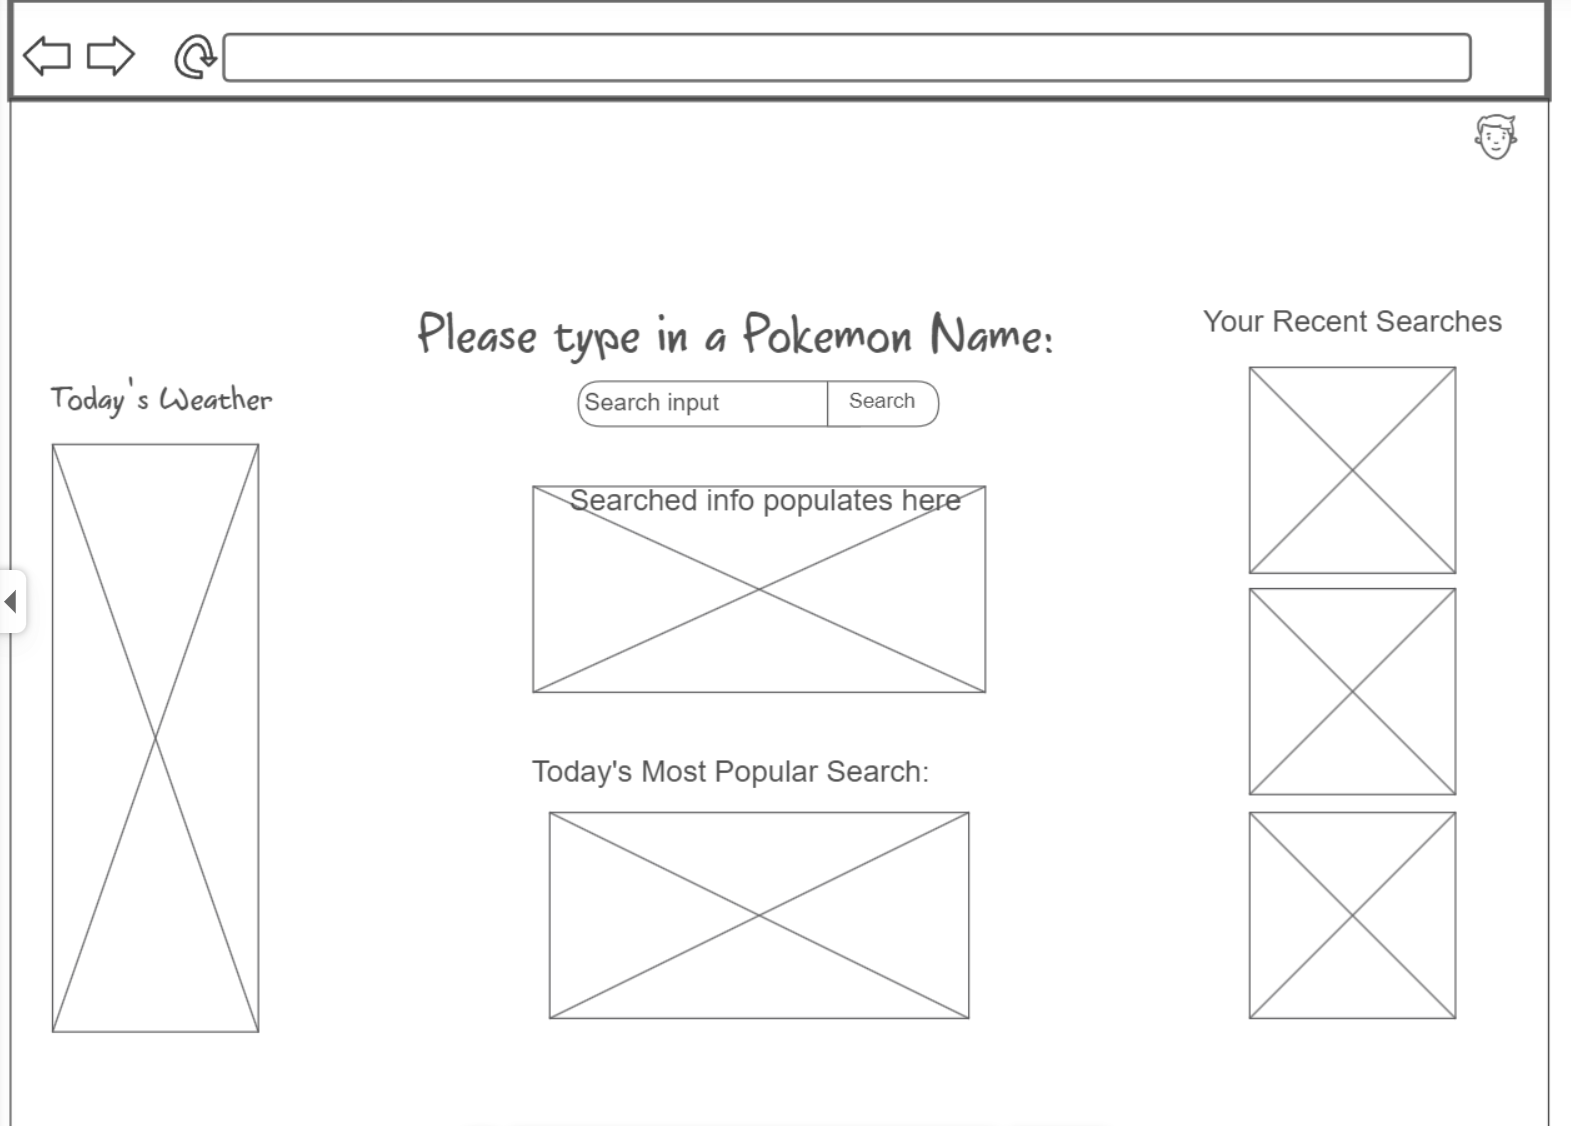 Please type in a Pokemon Name:
Your Recent Searches
Today's Weather
Search input
Search
Searched info populates here
Today's Most Popular Search: